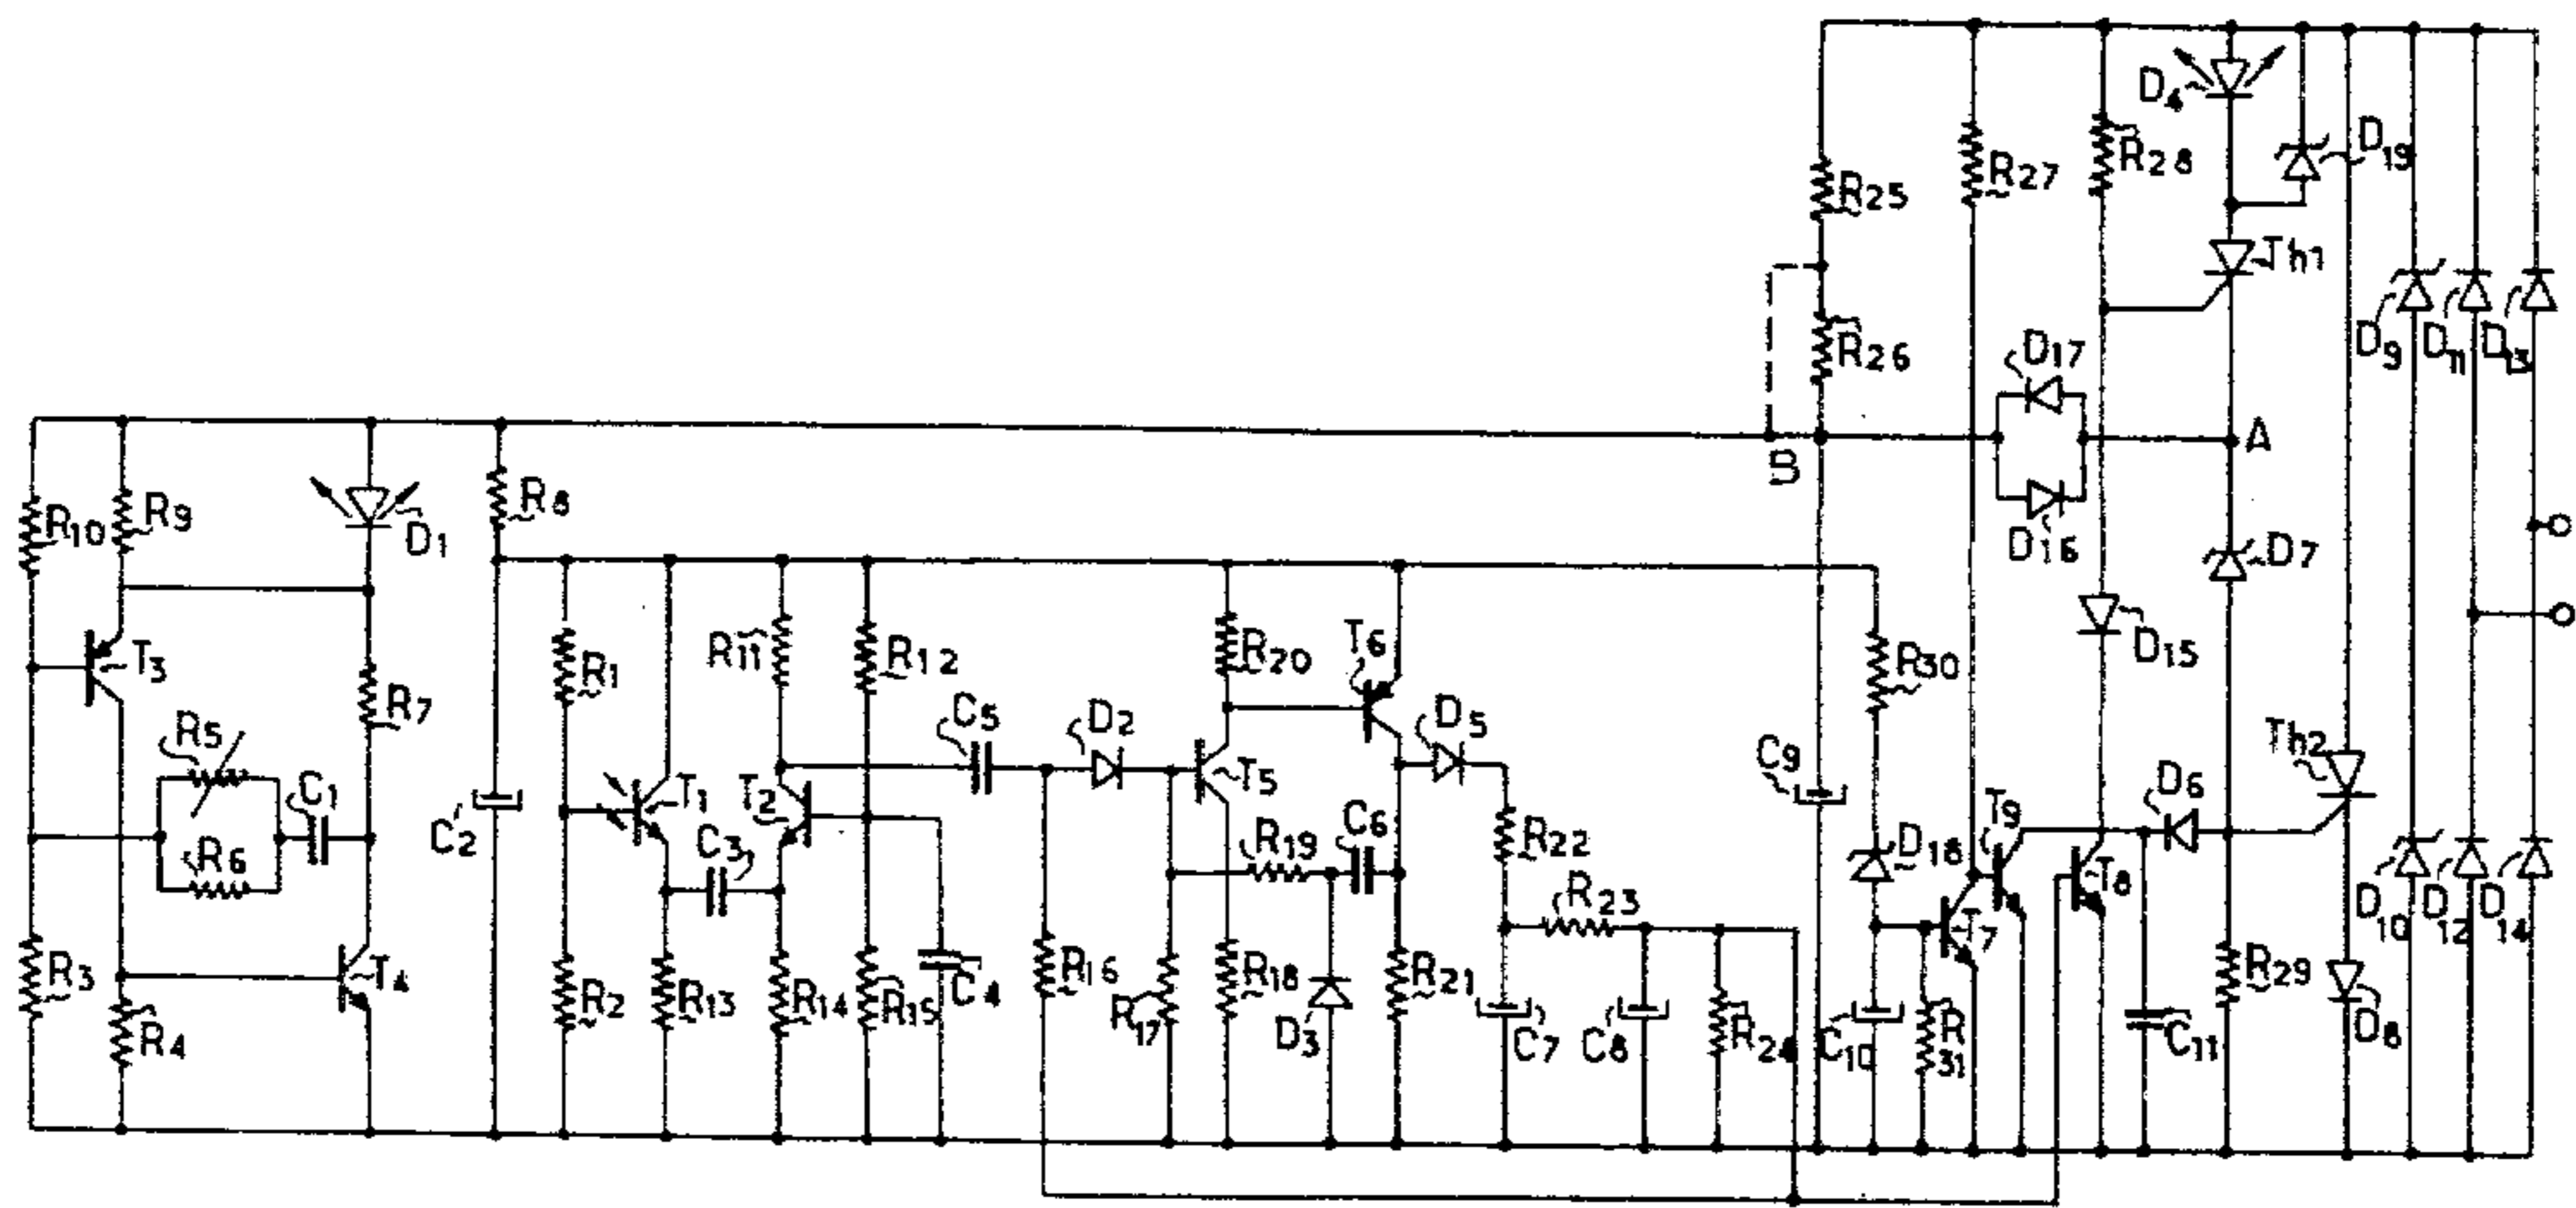 D4
D19
R25
R27
R28
Th1
R26
D17
D9
D11
D13
B
A
D16
D7
R10
R9
D1
R8
T3
R7
R1
R11
R12
R20
T6
R30
D15
R5
C1
R6
C2
T1
T2
C3
C5
D2
T5
D5
C9
R19
C6
R22
D18
T9
D6
Th2
R23
T7
T8
D10
D12
D14
R3
T4
R4
R2
R13
R14
R15
C4
R16
R17
R18
D3
R21
C7
C8
R24
C10
R31
C11
R29
D8